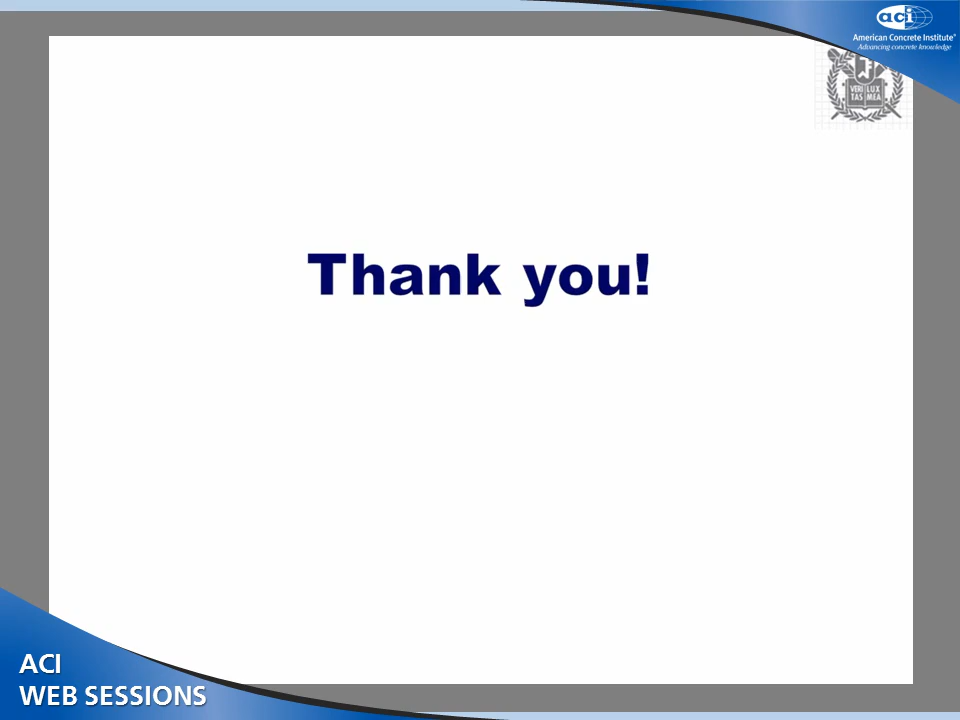 aci
American Concrete Institute®
Advancing concrete knowledge
VERI LUX
TAS MEA
Thank you!
ACI
WEB SESSIONS